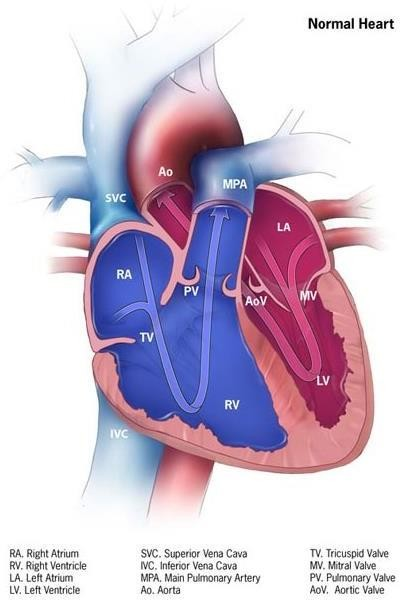 Normal Heart
Ao
MPA
SVC
LA
RA
PV
AoV
MV
TV
LV
RV
IVC
RA. Right Atrium
RV. Right Ventricle
LA. Left Atrium
LV. Left Ventricle
SVC. Superior Vena Cava
IVC. Inferior Vena Cava
MPA. Main Pulmonary Artery
Ao. Aorta
TV. Tricuspid Valve
MV. Mitral Valve
PV. Pulmonary Valve
AoV. Aortic Valve